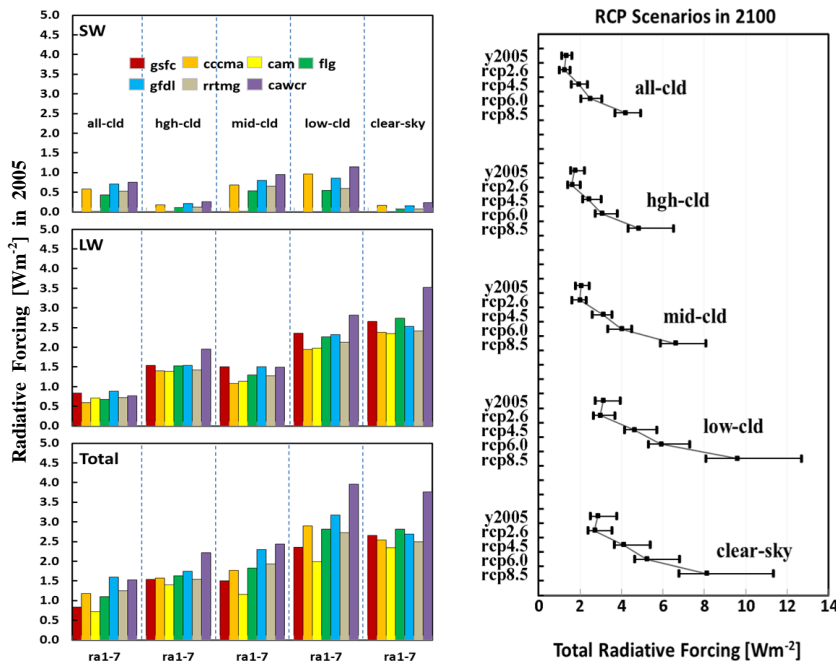 Radiative Forcing [Wm-2] in 2005
SW
5.0
4.5
4.0
3.5
3.0
2.5
2.0
1.5
1.0
0.5
0.0
gsfc cccma cam flg
gfdl rrtmg cawcr
all-cld hgh-cld mid-cld low-cld clear-sky
LW
5.0
4.5
4.0
3.5
3.0
2.5
2.0
1.5
1.0
0.5
0.0
Total
5.0
4.5
4.0
3.5
3.0
2.5
2.0
1.5
1.0
0.5
0.0
ra1-7 ra1-7 ra1-7 ra1-7 ra1-7
RCP Scenarios in 2100
y2005
rcp2.6
rcp4.5
rcp6.0
rcp8.5
all-cld
y2005
rcp2.6
rcp4.5
rcp6.0
rcp8.5
hgh-cld
y2005
rcp2.6
rcp4.5
rcp6.0
rcp8.5
mid-cld
y2005
rcp2.6
rcp4.5
rcp6.0
rcp8.5
low-cld
y2005
rcp2.6
rcp4.5
rcp6.0
rcp8.5
clear-sky
0 2 4 6 8 10 12 14
Total Radiative Forcing [Wm-2]